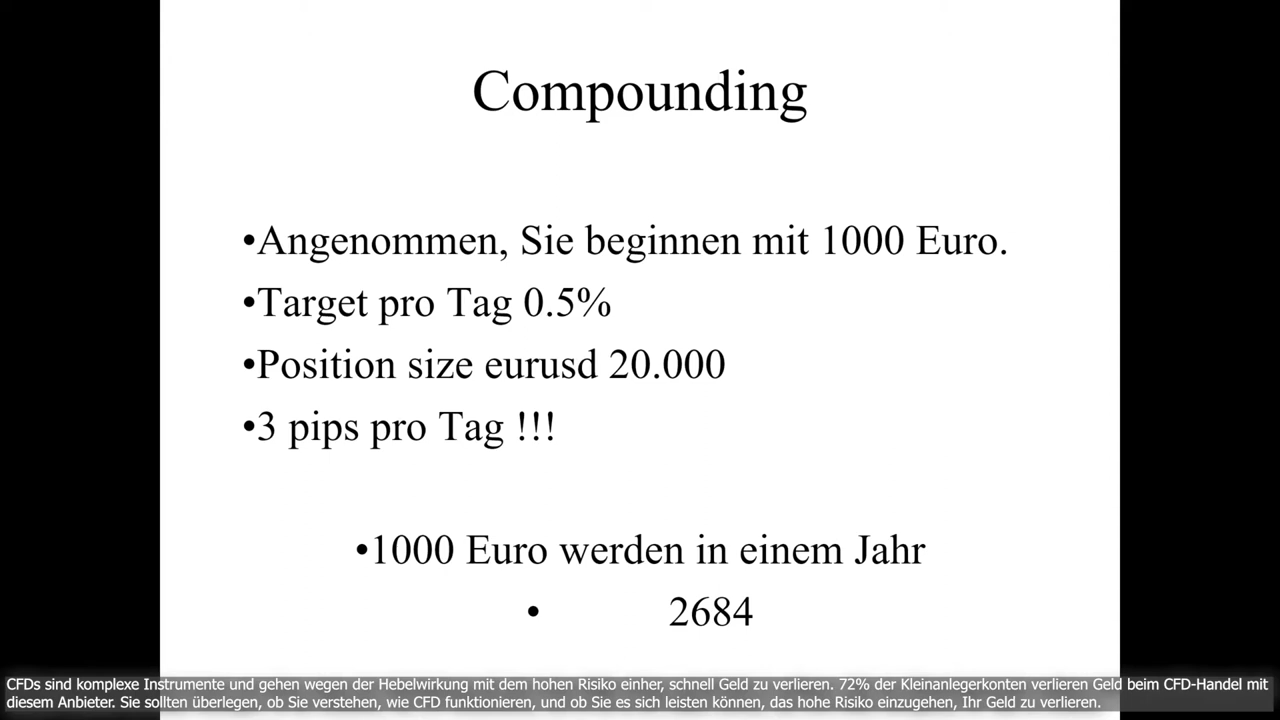 Compounding
•Angenommen, Sie beginnen mit 1000 Euro.
•Target pro Tag 0.5%
•Position size eurusd 20.000
•3 pips pro Tag !!!
•1000 Euro werden in einem Jahr
• 2684
CFDs sind komplexe Instrumente und gehen wegen der Hebelwirkung mit dem hohen Risiko einher, schnell Geld zu verlieren. 72% der Kleinanlegerkonten verlieren Geld beim CFD-Handel mit
diesem Anbieter. Sie sollten überlegen, ob Sie verstehen, wie CFD funktionieren, und ob Sie es sich leisten können, das hohe Risiko einzugehen, Ihr Geld zu verlieren.